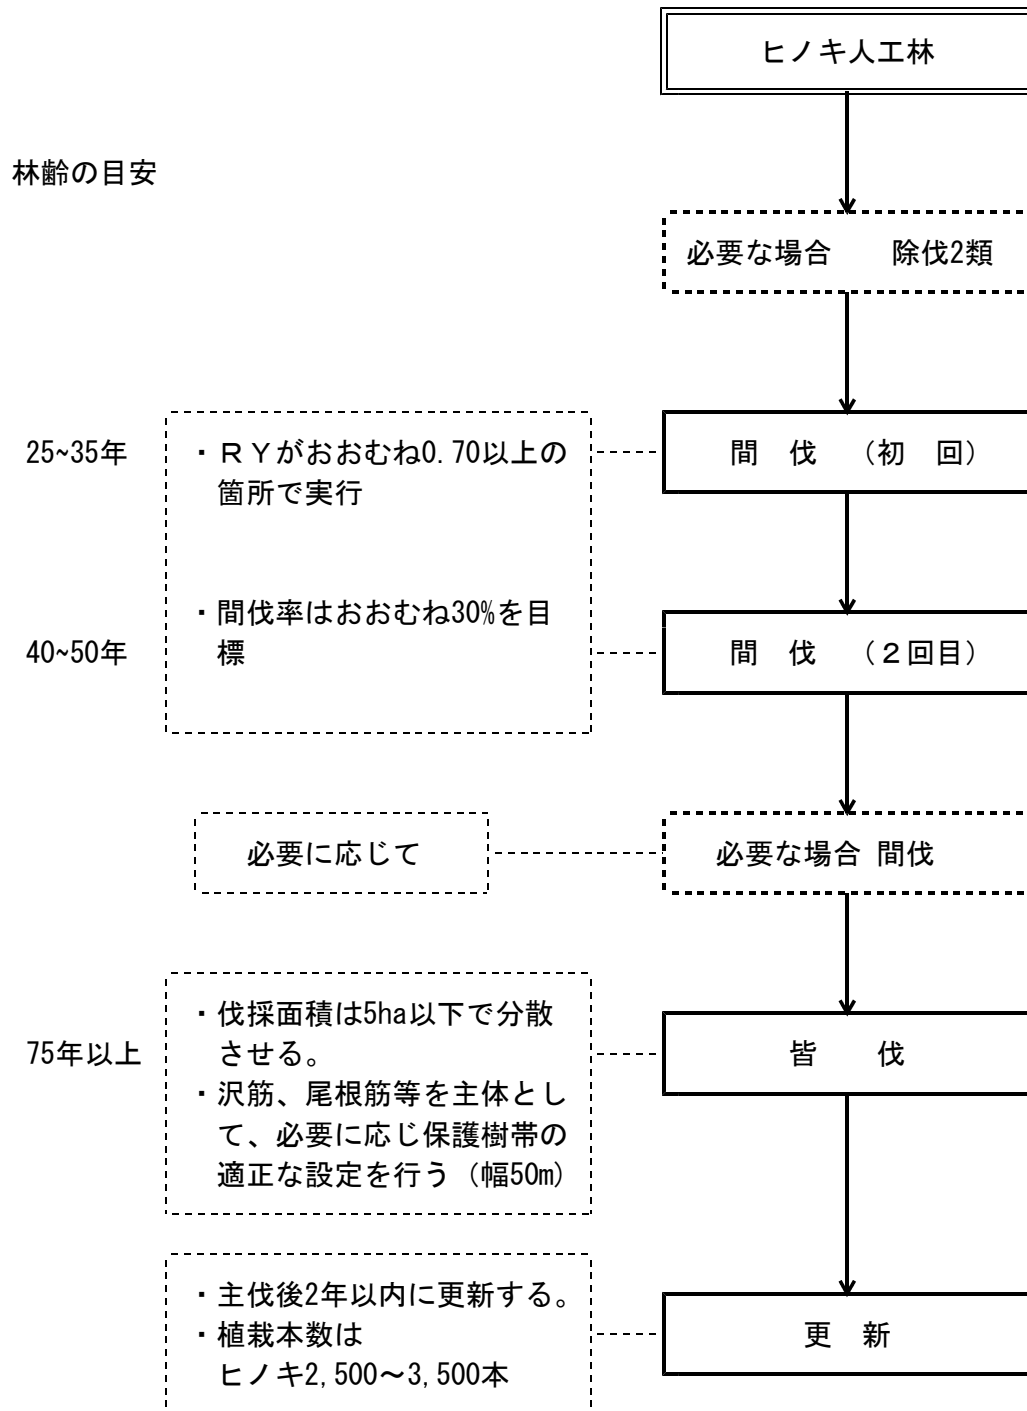 ヒノキ人工林
林齢の目安
必要な場合　　除伐2類
25~35年
・ＲＹがおおむね0.70以上の
箇所で実行
間　伐　（初　回）
・間伐率はおおむね30%を目
標
40~50年
間　伐　（２回目）
必要に応じて
必要な場合 間伐
・伐採面積は5ha以下で分散
させる。
75年以上
皆　　伐
・沢筋、尾根筋等を主体とし
て、必要に応じ保護樹帯の
適正な設定を行う（幅50m）
・主伐後2年以内に更新する。
・植栽本数は
ヒノキ2,500～3,500本
更　新